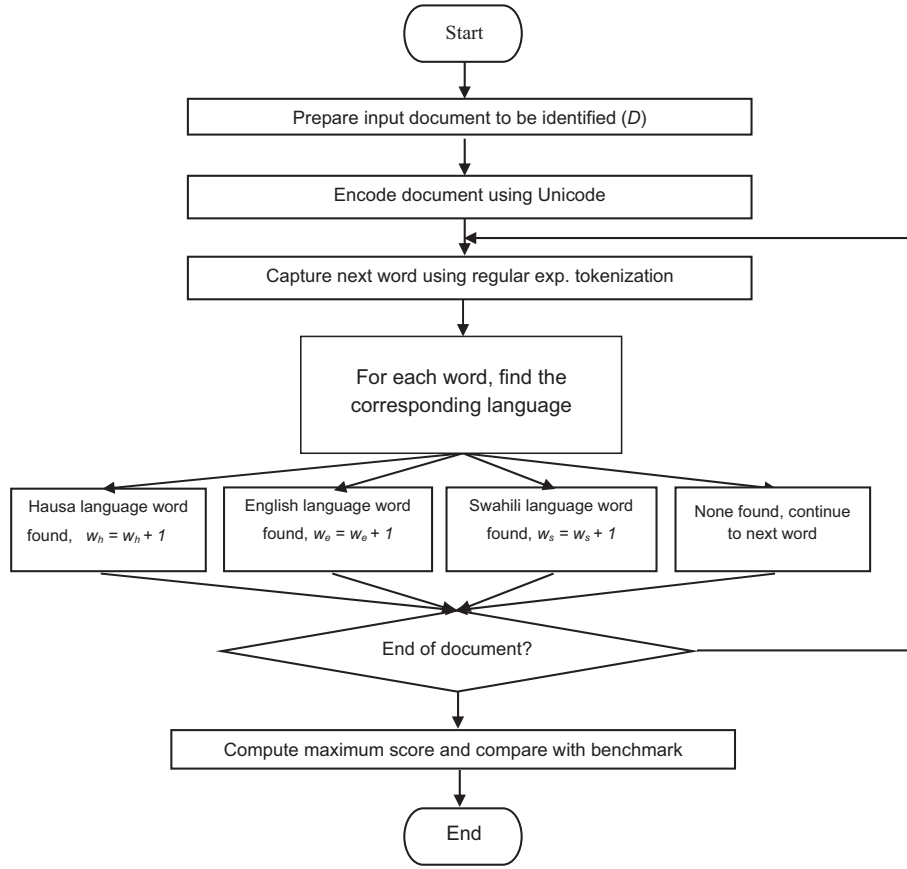 Start
Prepare input document to be identified (D)
Encode document using Unicode
Capture next word using regular exp. tokenization
For each word, find the
corresponding language
Hausa language word
found, wₕ = wₕ + 1
English language word
found, wₑ = wₑ + 1
Swahili language word
found, wₛ = wₛ + 1
None found, continue
to next word
End of document?
Compute maximum score and compare with benchmark
End